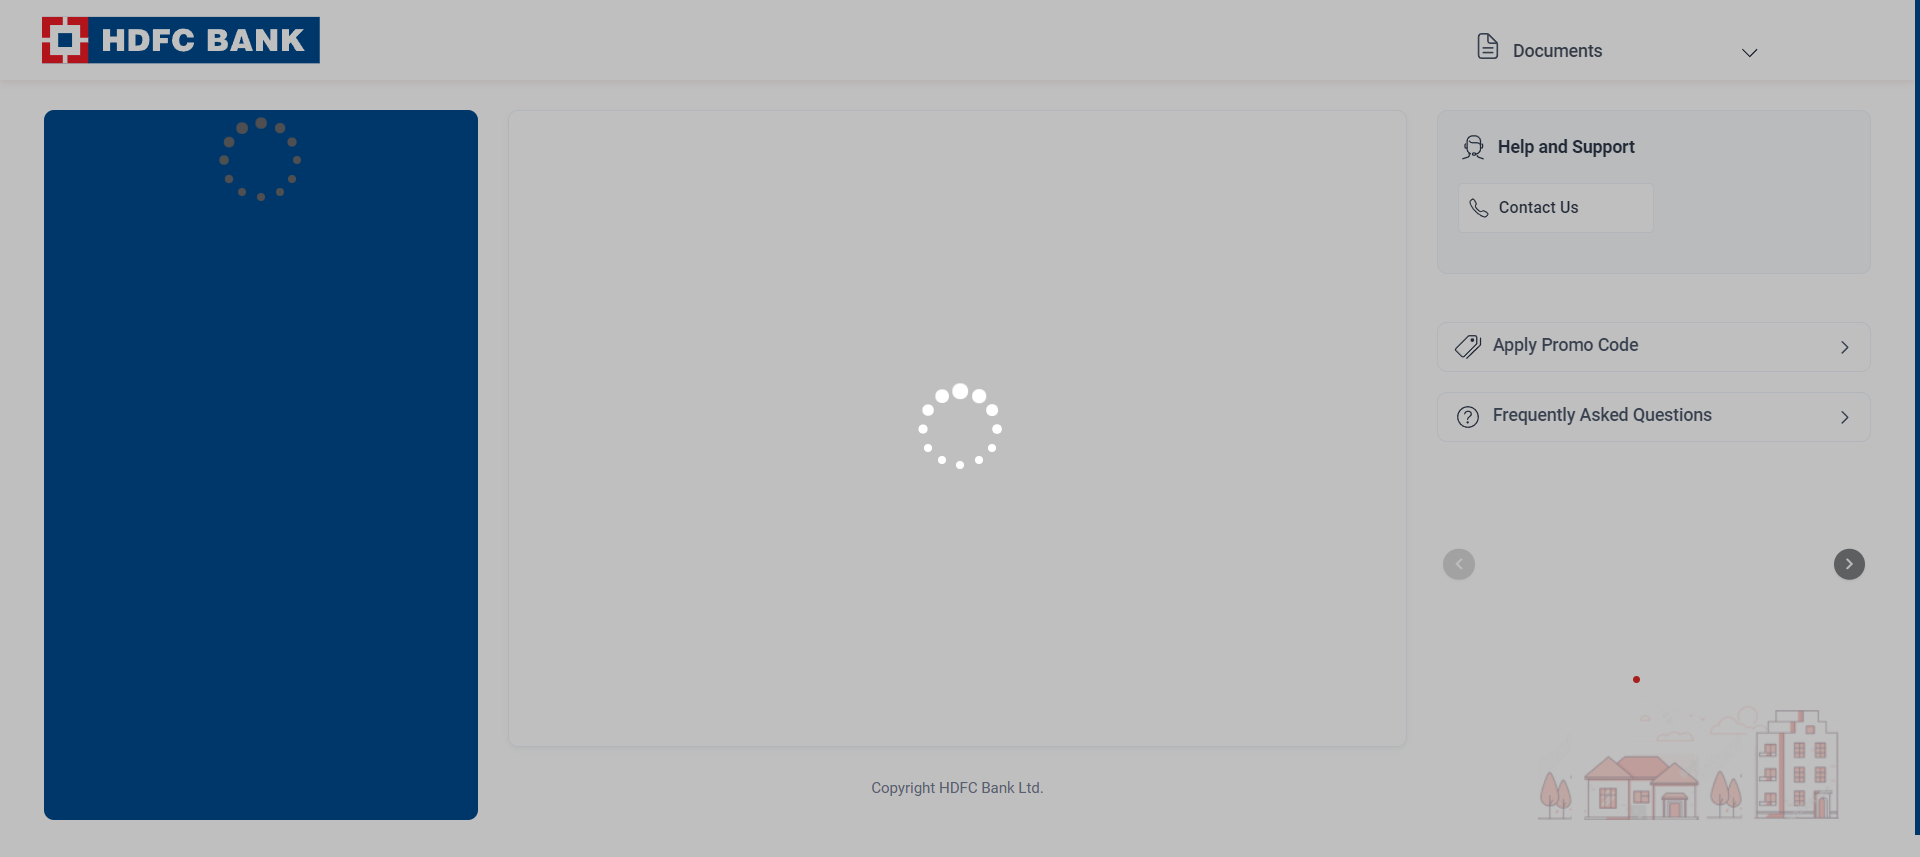 HDFC BANK
Documents
Help and Support
Contact Us
Apply Promo Code
Frequently Asked Questions
Copyright HDFC Bank Ltd.